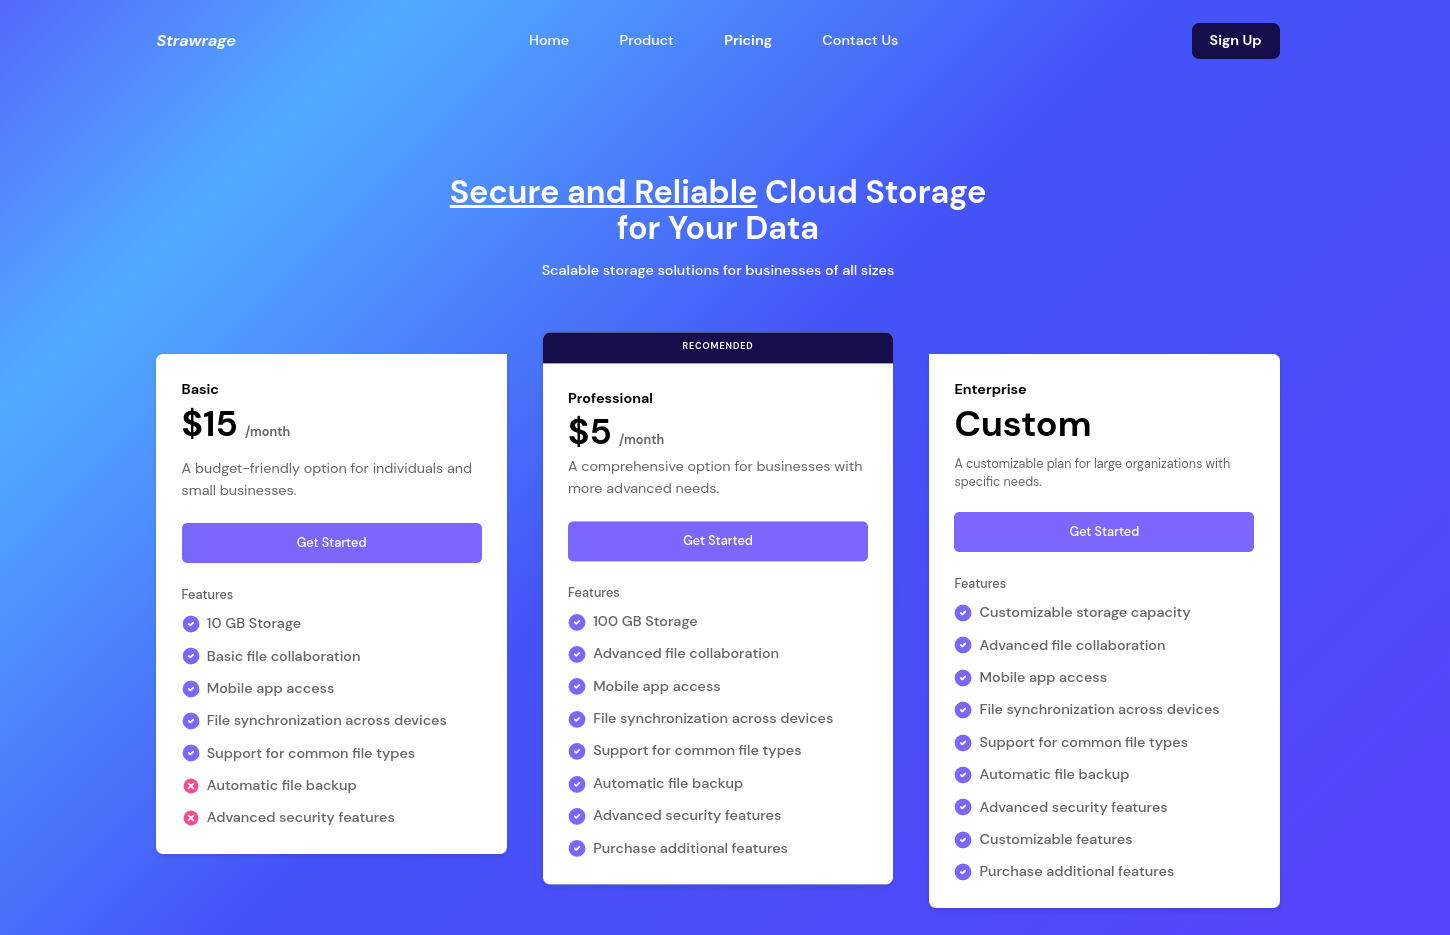 Strawrage
Home
Product
Pricing
Contact Us
Sign Up
Secure and Reliable Cloud Storage
for Your Data
Scalable storage solutions for businesses of all sizes
Basic
$15 /month
A budget-friendly option for individuals and
small businesses.
Get Started
Features
10 GB Storage
Basic file collaboration
Mobile app access
File synchronization across devices
Support for common file types
Automatic file backup
Advanced security features
RECOMENDED
Professional
$5 /month
A comprehensive option for businesses with
more advanced needs.
Get Started
Features
100 GB Storage
Advanced file collaboration
Mobile app access
File synchronization across devices
Support for common file types
Automatic file backup
Advanced security features
Purchase additional features
Enterprise
Custom
A customizable plan for large organizations with
specific needs.
Get Started
Features
Customizable storage capacity
Advanced file collaboration
Mobile app access
File synchronization across devices
Support for common file types
Automatic file backup
Advanced security features
Customizable features
Purchase additional features